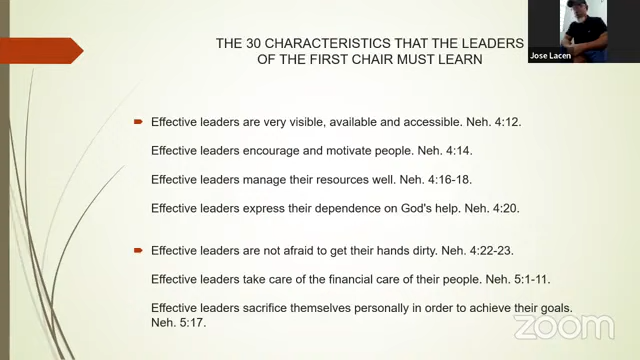 THE 30 CHARACTERISTICS THAT THE LEADERS
OF THE FIRST CHAIR MUST LEARN
Jose Lacen
Effective leaders are very visible, available and accessible. Neh. 4:12.
Effective leaders encourage and motivate people. Neh. 4:14.
Effective leaders manage their resources well. Neh. 4:16-18.
Effective leaders express their dependence on God's help. Neh. 4:20.
Effective leaders are not afraid to get their hands dirty. Neh. 4:22-23.
Effective leaders take care of the financial care of their people. Neh. 5:1-11.
Effective leaders sacrifice themselves personally in order to achieve their goals.
Neh. 5:17.
zoom